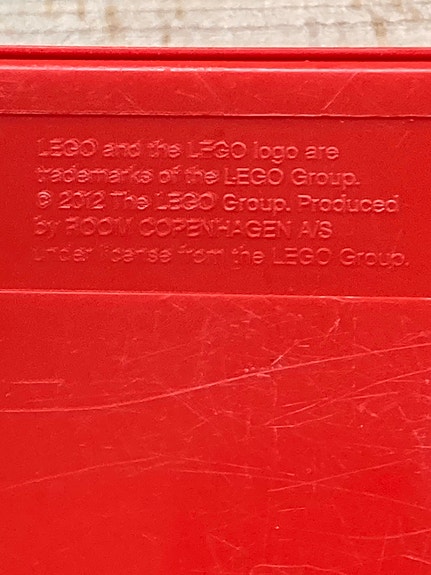 LEGO and the LEGO logo are
trademarks of the LEGO Group.
© 2012 The LEGO Group. Produced
by ROOM COPENHAGEN A/S
under license from the LEGO Group.